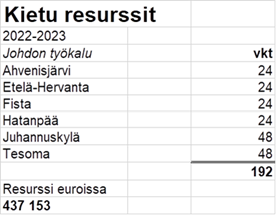 Kietu resurssit
2022-2023
Johdon työkalu vkt
Ahvenisjärvi 24
Etelä-Hervanta 24
Fista 24
Hatanpää 24
Juhannuskylä 48
Tesoma 48
192
Resurssi euroissa
437 153